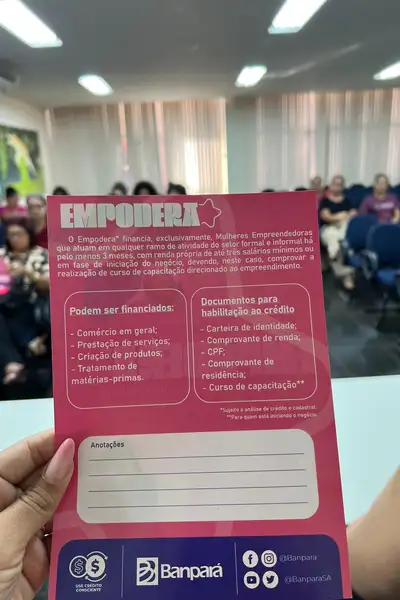 EMPODERA
O Empodera* financia, exclusivamente, Mulheres Empreendedoras
que atuam em qualquer ramo de atividade do setor formal e informal há
pelo menos 3 meses, com renda própria de até três salários mínimos ou
em fase de iniciação do negócio, devendo, neste caso, comprovar a
realização de curso de capacitação direcionado ao empreendimento.
Podem ser financiados:
- Comércio em geral;
- Prestação de serviços;
- Criação de produtos;
- Tratamento de
matérias-primas.
Documentos para
habilitação ao crédito
- Carteira de identidade;
- Comprovante de renda;
- CPF;
- Comprovante de
residência;
- Curso de capacitação**
*Sujeito à análise de crédito e cadastral.
**Para quem está iniciando o negócio.
Anotações
USE CRÉDITO
CONSCIENTE
Banpará
@Banpara
@BanparaSA